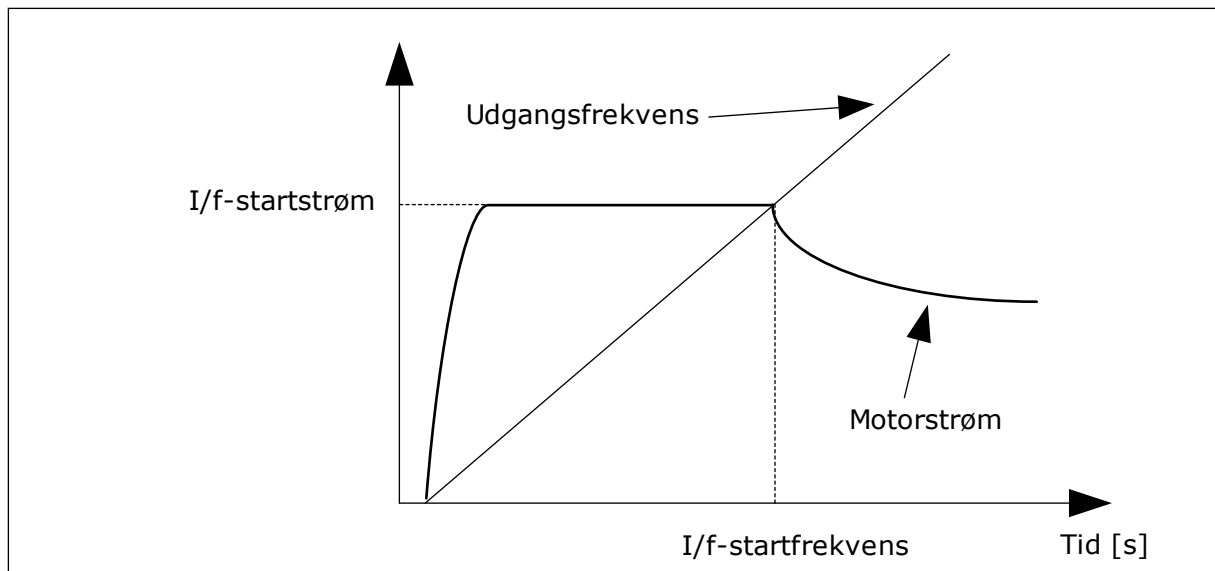 Udgangsfrekvens
I/f-startstrøm
Motorstrøm
I/f-startfrekvens
Tid [s]